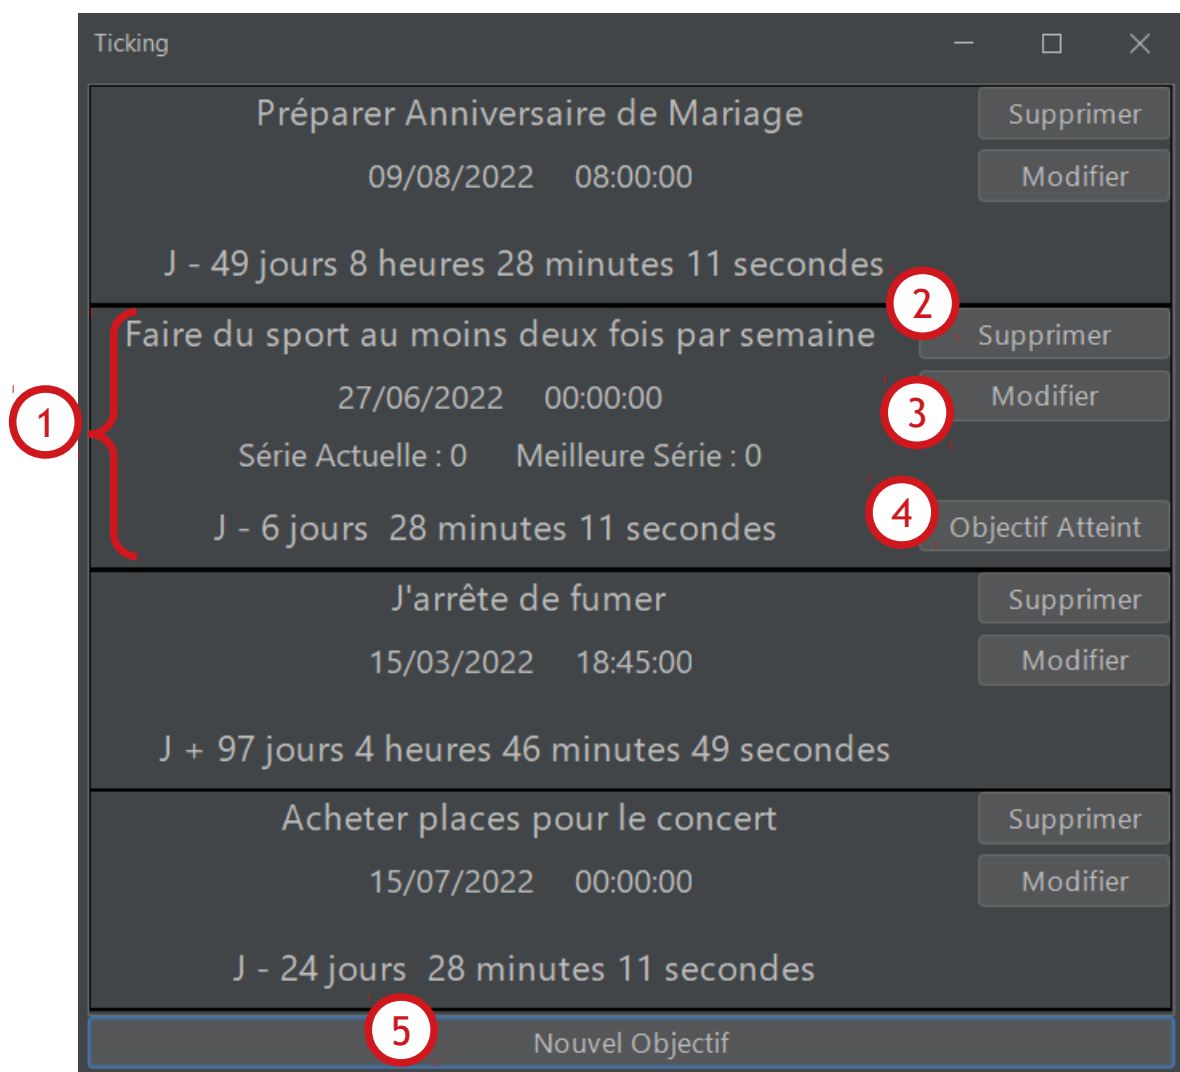 Ticking
Préparer Anniversaire de Mariage Supprimer
09/08/2022 08:00:00 Modifier
J - 49 jours 8 heures 28 minutes 11 secondes
2
Faire du sport au moins deux fois par semaine Supprimer
1
27/06/2022 00:00:00 3 Modifier
Série Actuelle : 0 Meilleure Série : 0
J - 6 jours 28 minutes 11 secondes 4 Objectif Atteint
J'arrête de fumer Supprimer
15/03/2022 18:45:00 Modifier
J + 97 jours 4 heures 46 minutes 49 secondes
Acheter places pour le concert Supprimer
15/07/2022 00:00:00 Modifier
J - 24 jours 28 minutes 11 secondes
5
Nouvel Objectif